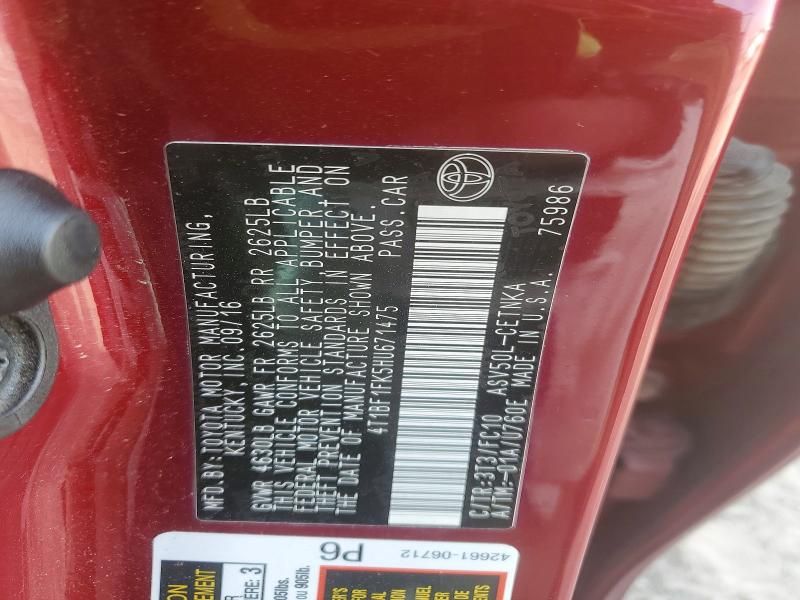 MFD.BY:TOYOTA MOTOR MANUFACTURING,
KENTUCKY, INC. 09/16
GVWR 4630LB GAWR FR 2625LB RR 2625LB
THIS VEHICLE CONFORMS TO ALL APPLICABLE
FEDERAL MOTOR VEHICLE SAFETY,BUMPER,AND
THEFT PREVENTION STANDARDS IN EFFECT ON
THE DATE OF MANUFACTURE SHOWN ABOVE.
4T1BF1FK5HU671475 PASS.CAR
C/TR:3T3/FC10 ASV50L-CETNKA
A/TM:-01A/U760E MADE IN U.S.A. 75986
P6
42661-06712